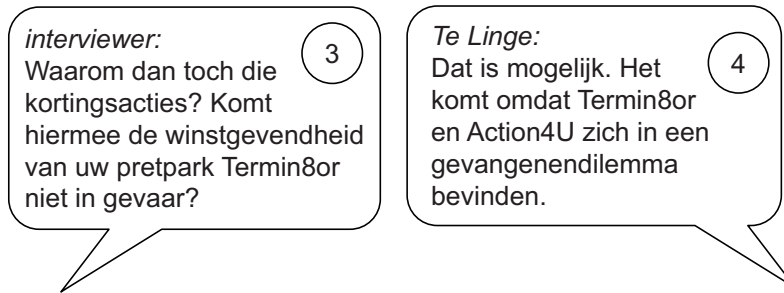 interviewer:
3
Waarom dan toch die
kortingsacties? Komt
hiermee de winstgevendheid
van uw pretpark Termin8or
niet in gevaar?
Te Linge:
4
Dat is mogelijk. Het
komt omdat Termin8or
en Action4U zich in een
gevangenendilemma
bevinden.